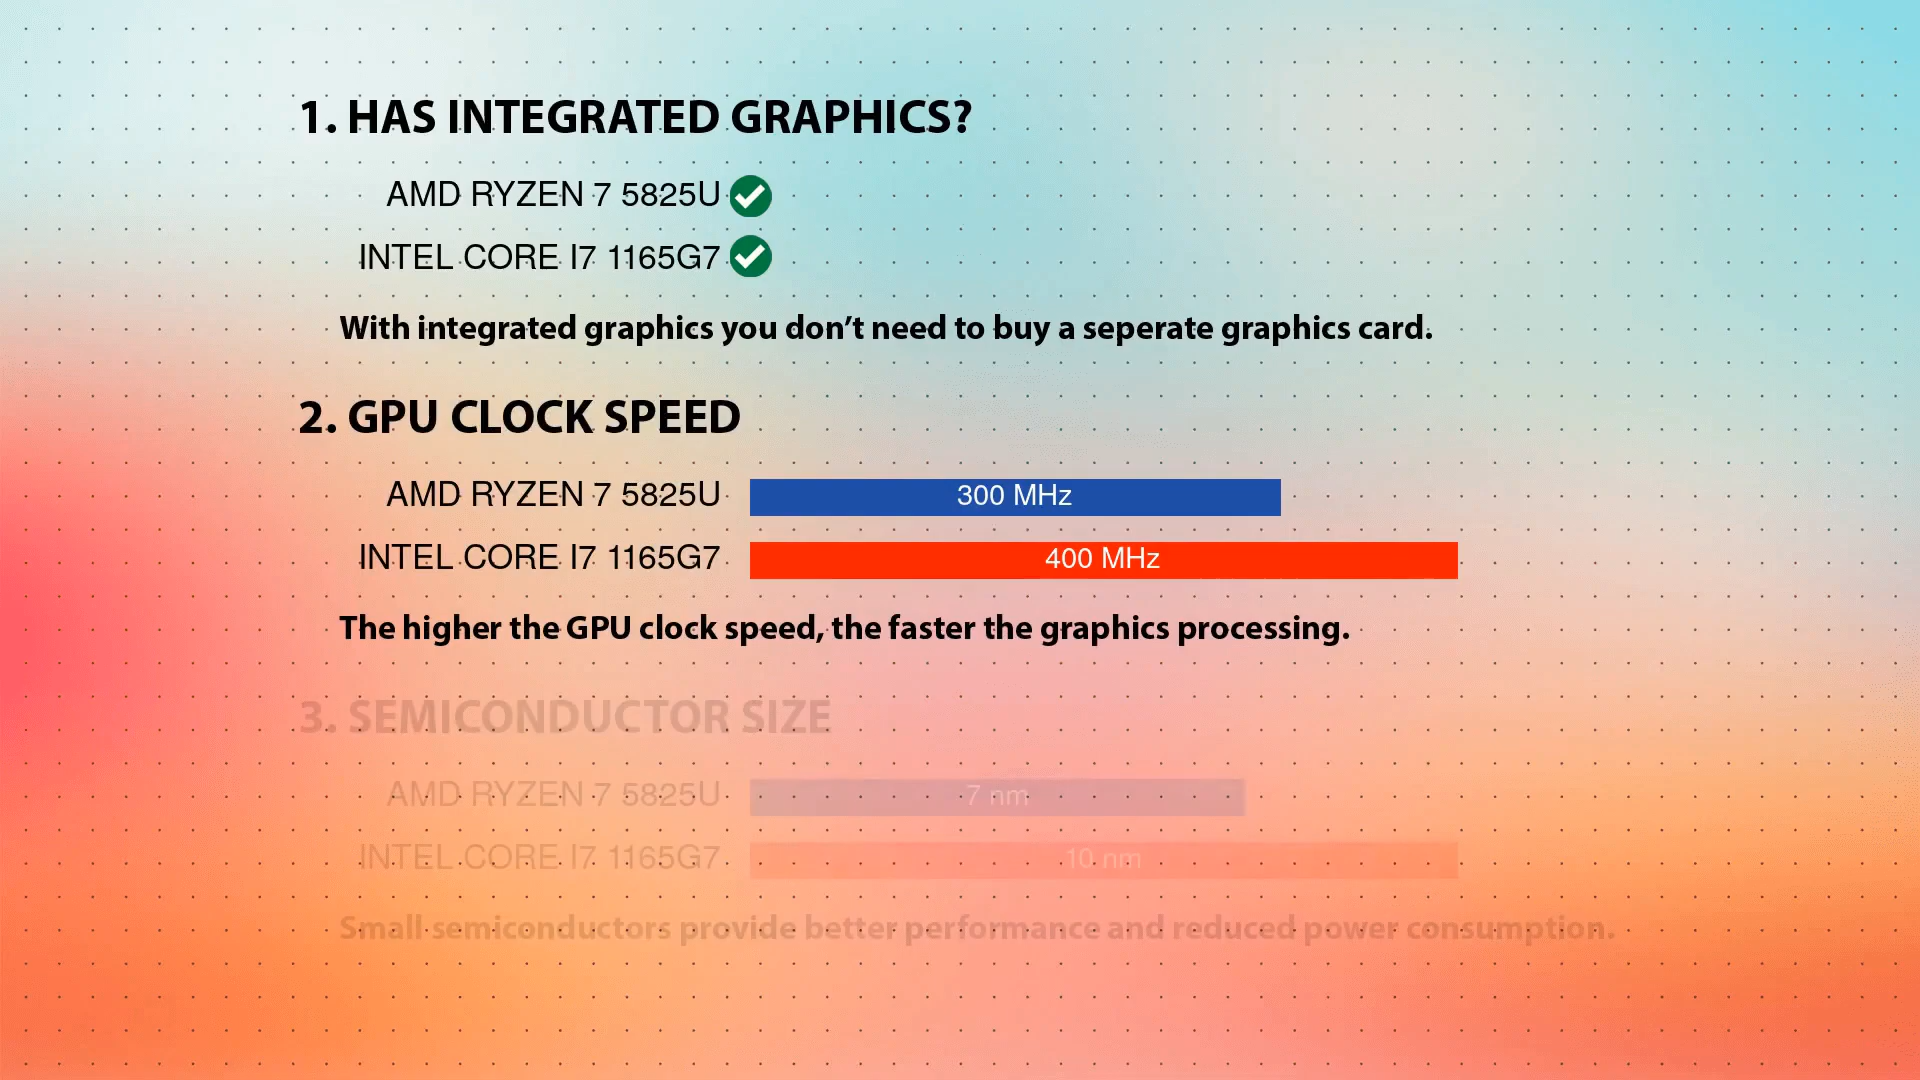 1. HAS INTEGRATED GRAPHICS?
AMD RYZEN 7 5825U
INTEL CORE I7 1165G7
With integrated graphics you don’t need to buy a seperate graphics card.
2. GPU CLOCK SPEED
AMD RYZEN 7 5825U 300 MHz
INTEL CORE I7 1165G7 400 MHz
The higher the GPU clock speed, the faster the graphics processing.
3. SEMICONDUCTOR SIZE
AMD RYZEN 7 5825U 7 nm
INTEL CORE I7 1165G7 10 nm
Small semiconductors provide better performance and reduced power consumption.